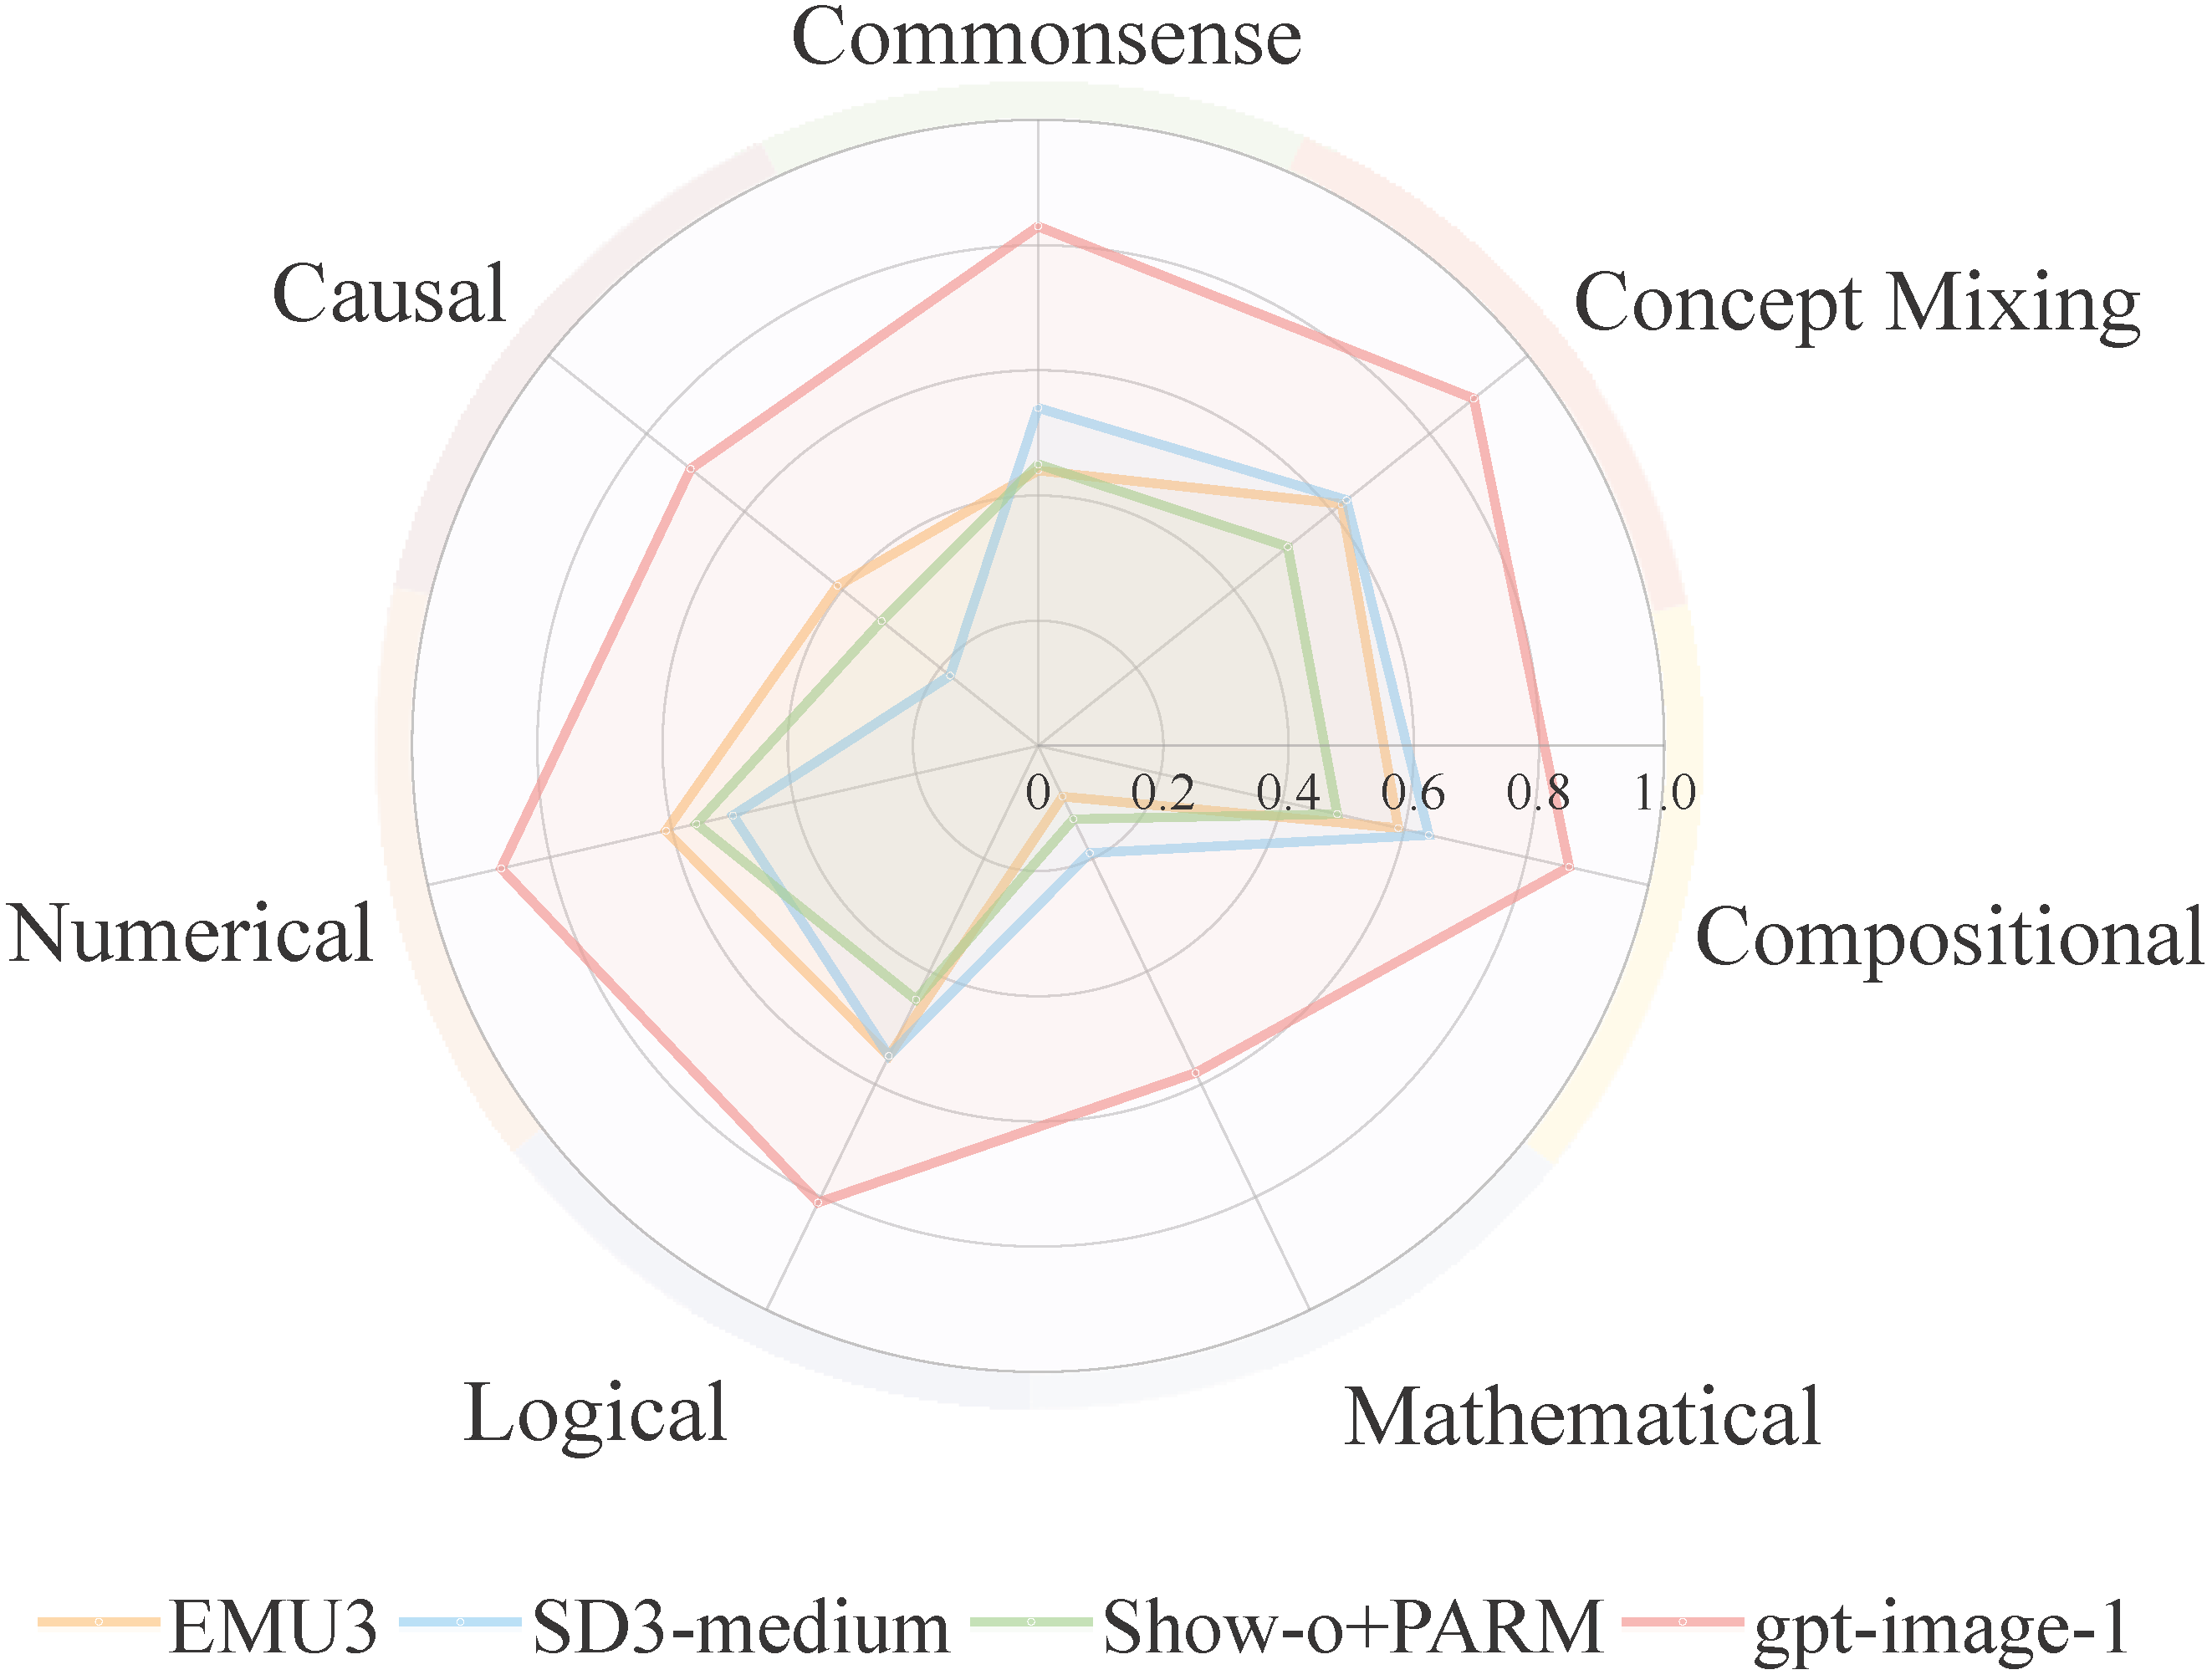 Commonsense
Causal
Concept Mixing
0 0.2 0.4 0.6 0.8 1.0
Numerical
Compositional
Logical
Mathematical
EMU3 SD3-medium Show-o+PARM gpt-image-1